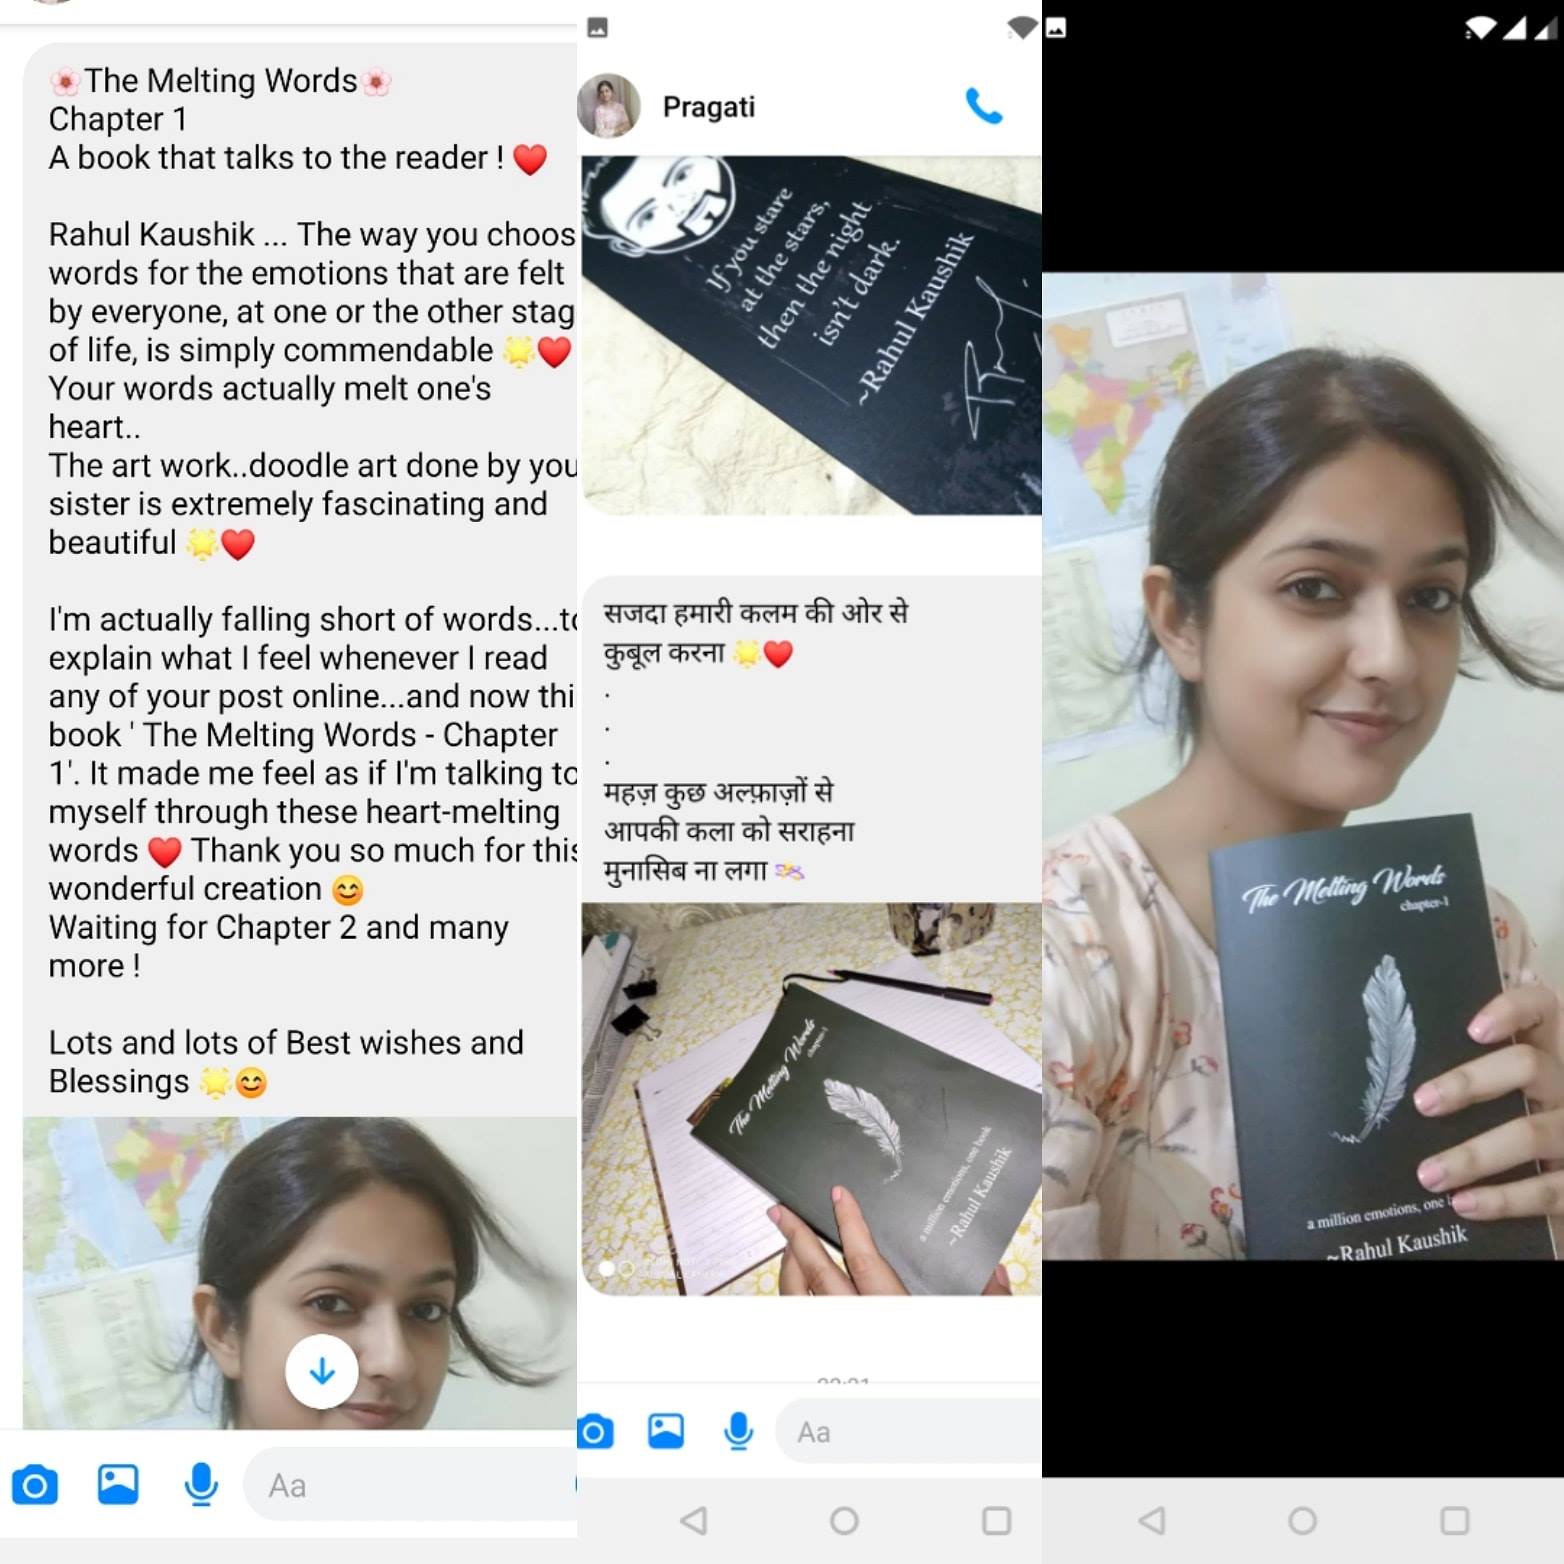 🌸The Melting Words🌸
Chapter 1
A book that talks to the reader ! ❤️
Rahul Kaushik ... The way you choos
words for the emotions that are felt
by everyone, at one or the other stag
of life, is simply commendable 🌟❤️
Your words actually melt one's
heart..
The art work..doodle art done by you
sister is extremely fascinating and
beautiful 🌟❤️
I'm actually falling short of words...to
explain what I feel whenever I read
any of your post online...and now thi
book ' The Melting Words - Chapter
1'. It made me feel as if I'm talking to
myself through these heart-melting
words ❤️ Thank you so much for this
wonderful creation 😊
Waiting for Chapter 2 and many
more !
Lots and lots of Best wishes and
Blessings 🌟😊
Aa
Pragati
If you stare
at the stars,
then the night
isn't dark.
~Rahul Kaushik
सजदा हमारी कलम की ओर से
कुबूल करना 🌟❤️
.
.
.
महज़ कुछ अल्फ़ाज़ों से
आपकी कला को सराहना
मुनासिब ना लगा
The Melting Words
chapter-1
a million emotions, one book
~Rahul Kaushik
Aa
The Melting Words
chapter-1
a million emotions, one
~Rahul Kaushik